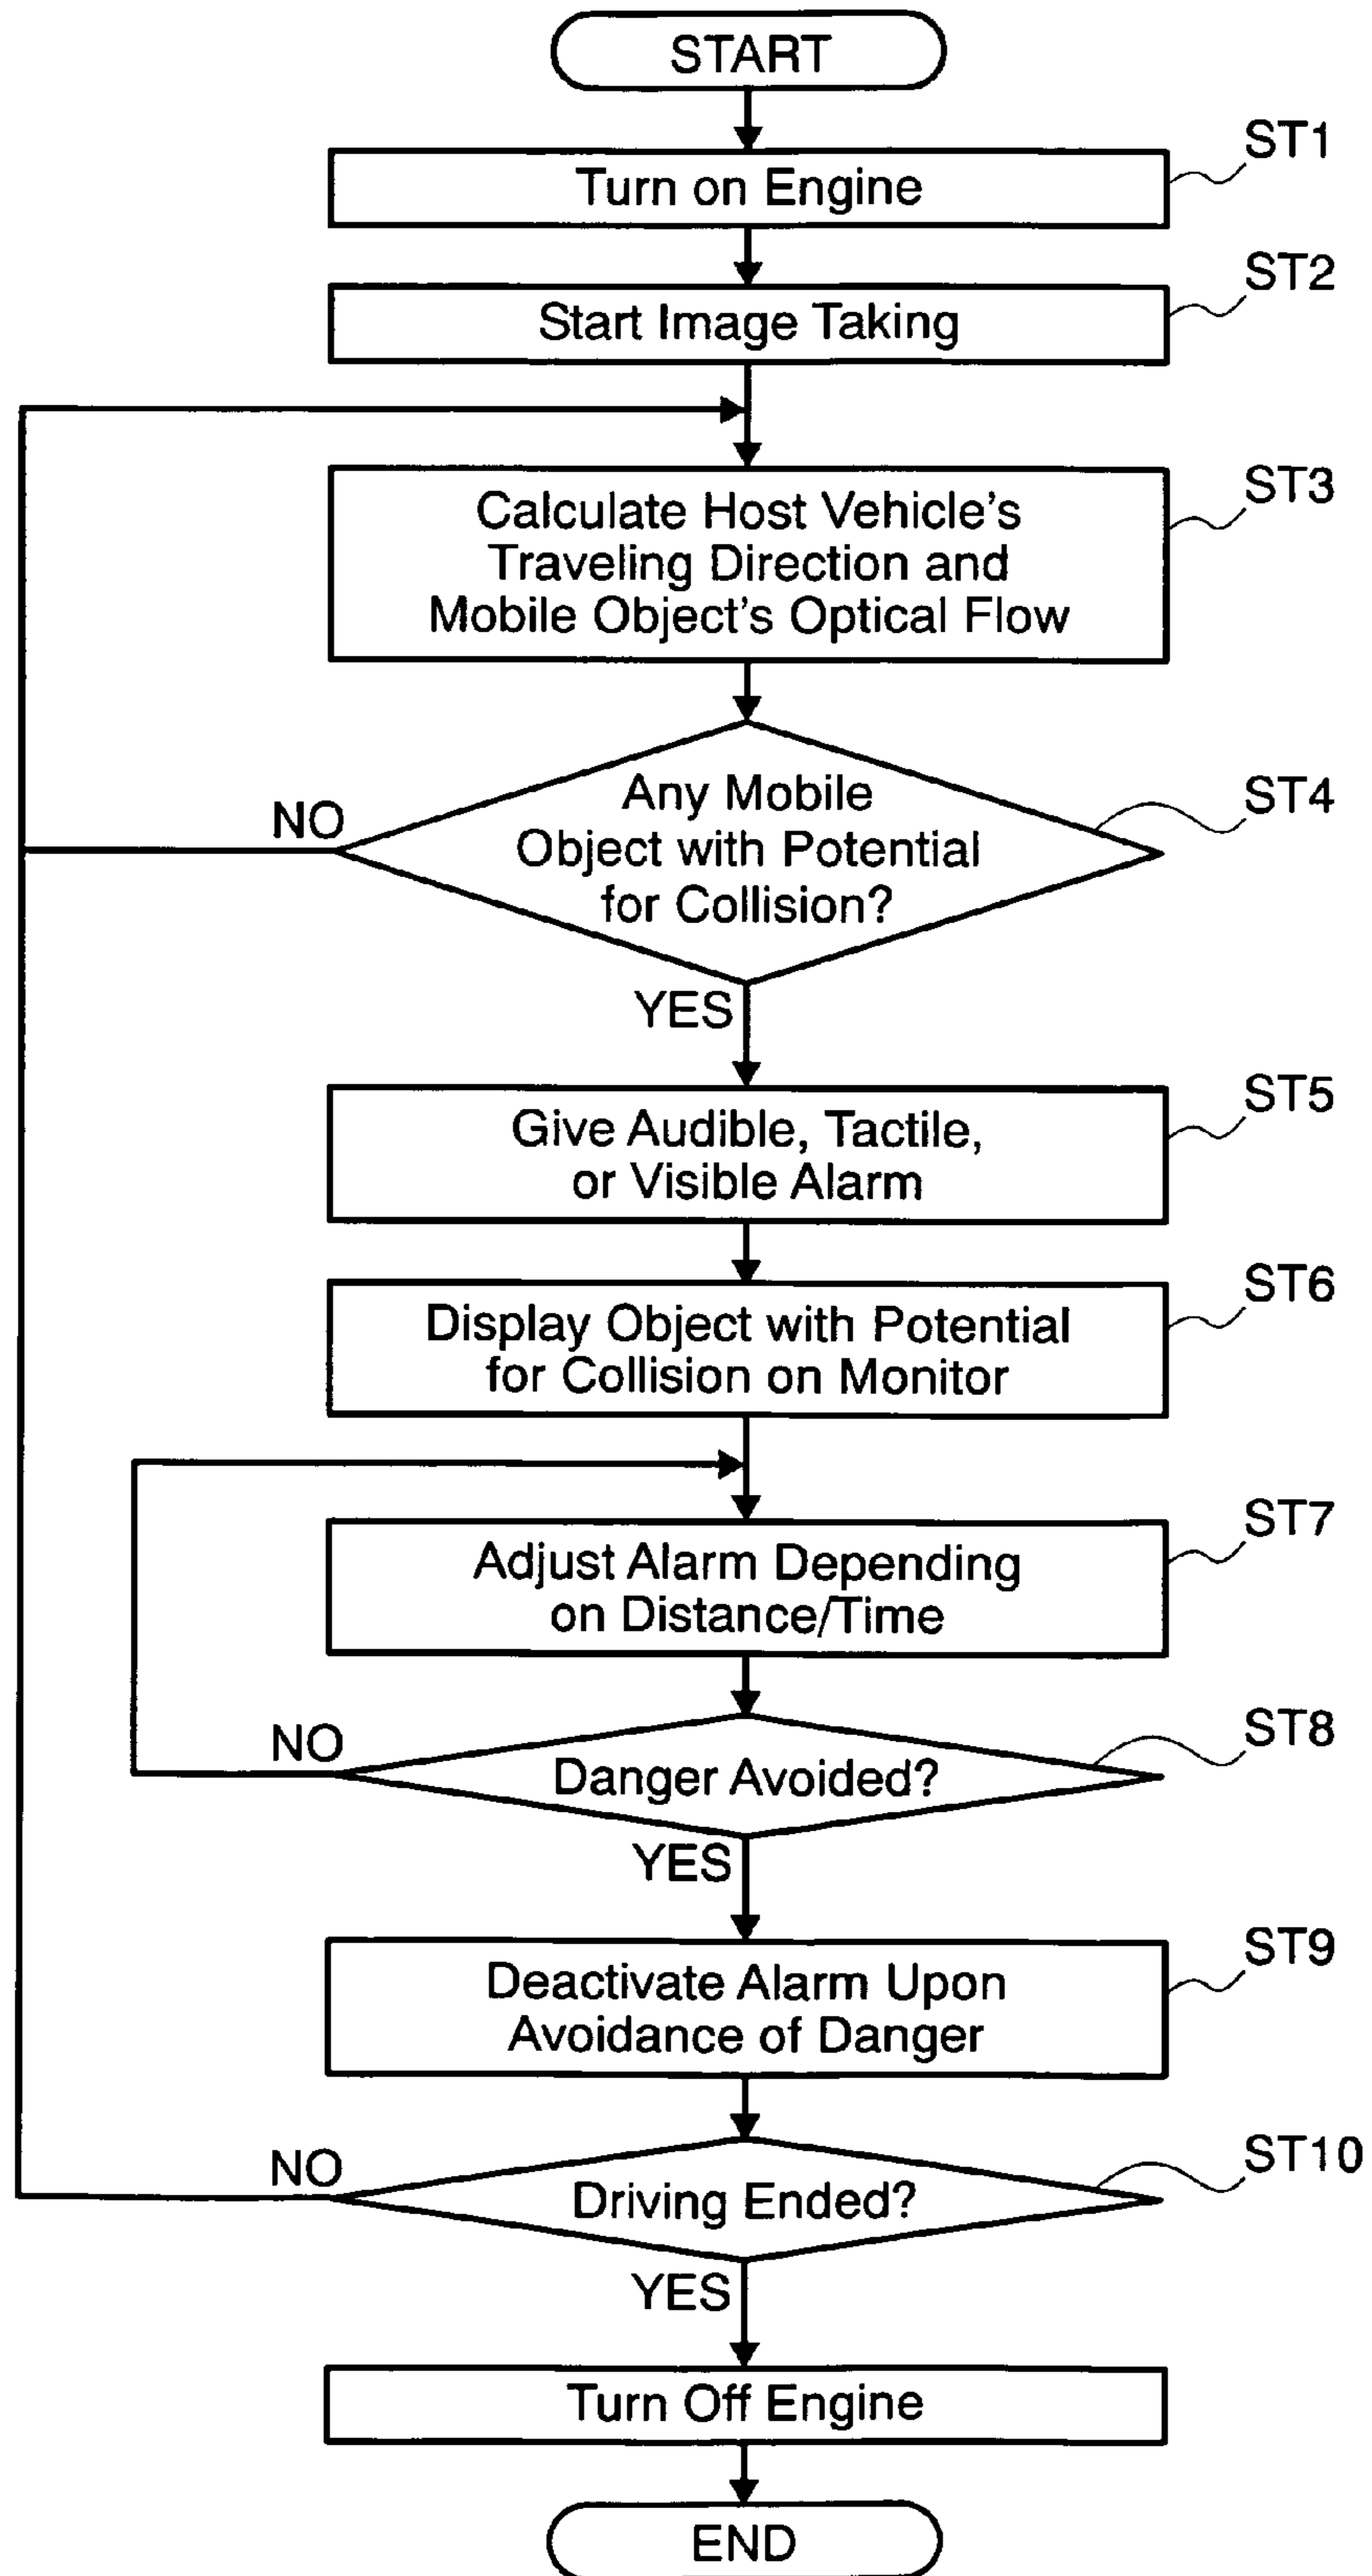 START
ST1
Turn on Engine
ST2
Start Image Taking
ST3
Calculate Host Vehicle's
Traveling Direction and
Mobile Object's Optical Flow
ST4
NO
Any Mobile
Object with Potential
for Collision?
YES
ST5
Give Audible, Tactile,
or Visible Alarm
ST6
Display Object with Potential
for Collision on Monitor
ST7
Adjust Alarm Depending
on Distance/Time
ST8
NO
Danger Avoided?
YES
ST9
Deactivate Alarm Upon
Avoidance of Danger
ST10
NO
Driving Ended?
YES
Turn Off Engine
END